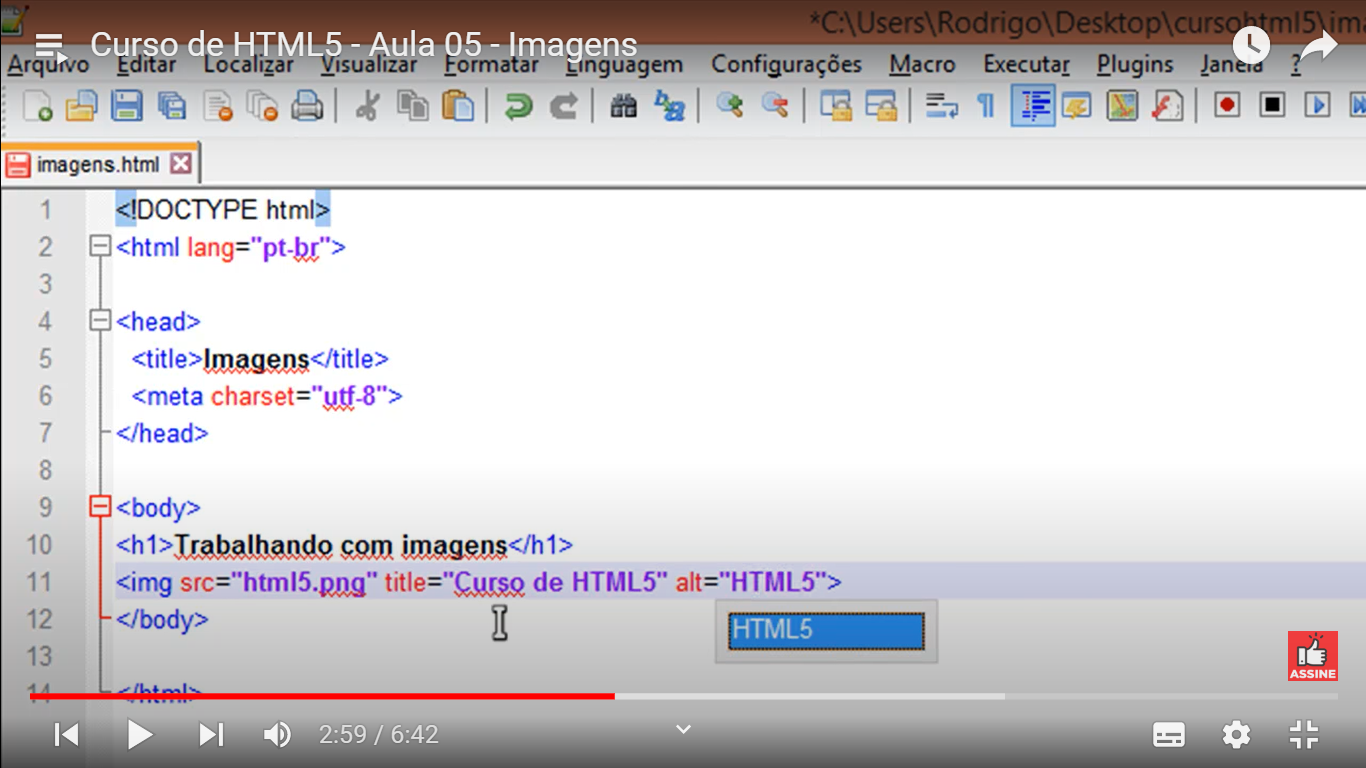 *C:\Users\Rodrigo\Desktop\cursohtml5\ima
Curso de HTML5 - Aula 05 - Imagens
Arquivo Editar Localizar Visualizar Formatar Linguagem Configurações Macro Executar Plugins Janela ?
imagens.html
1 <!DOCTYPE html>
2 <html lang="pt-br">
3
4 <head>
5 <title>Imagens</title>
6 <meta charset="utf-8">
7 </head>
8
9 <body>
10 <h1>Trabalhando com imagens</h1>
11 <img src="html5.png" title="Curso de HTML5" alt="HTML5">
12 </body>
HTML5
13
14 </html>
ASSINE
2:59 / 6:42